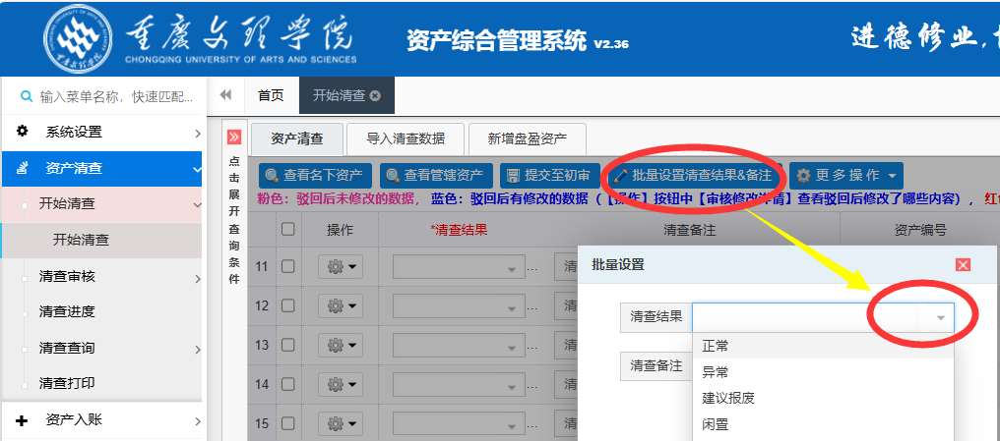 重庆文理学院
CHONGQING UNIVERSITY OF ARTS AND SCIENCES
资产综合管理系统 V2.36
进德修业,
输入菜单名称，快速匹配...
首页
开始清查
系统设置
资产清查
开始清查
开始清查
清查审核
清查进度
清查查询
清查打印
资产入账
点击展开查询条件
资产清查
导入清查数据
新增盘盈资产
查看名下资产
查看管辖资产
提交至初审
批量设置清查结果&备注
更多操作
粉色：驳回后未修改的数据， 蓝色：驳回后有修改的数据（【操作】按钮中【审核修改详情】查看驳回后修改了哪些内容），红
操作
*清查结果
清查备注
资产编号
11
... 清
12
... 清
13
... 清
14
... 清
15
... 清
批量设置
清查结果
正常
异常
建议报废
闲置
清查备注